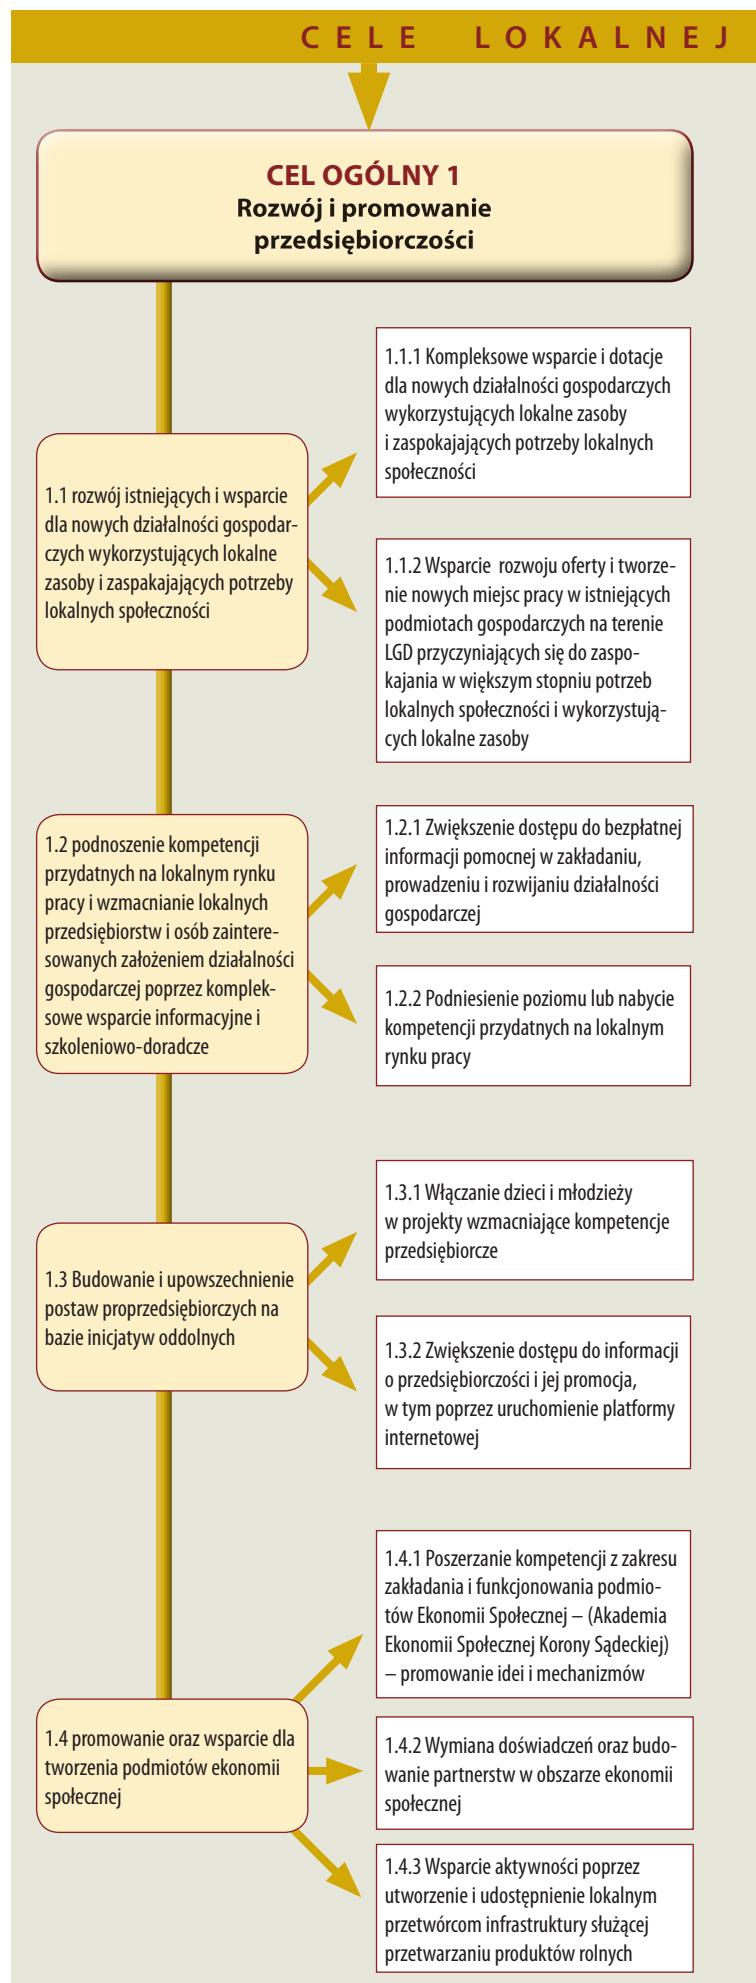 CELE LOKALNEJ
CEL OGÓLNY 1
Rozwój i promowanie
przedsiębiorczości
1.1 rozwój istniejących i wsparcie
dla nowych działalności gospodar-
czych wykorzystujących lokalne
zasoby i zaspakajających potrzeby
lokalnych społeczności
1.1.1 Kompleksowe wsparcie i dotacje
dla nowych działalności gospodarczych
wykorzystujących lokalne zasoby
i zaspokajających potrzeby lokalnych
społeczności
1.1.2 Wsparcie rozwoju oferty i tworze-
nie nowych miejsc pracy w istniejących
podmiotach gospodarczych na terenie
LGD przyczyniających się do zaspo-
kajania w większym stopniu potrzeb
lokalnych społeczności i wykorzystują-
cych lokalne zasoby
1.2 podnoszenie kompetencji
przydatnych na lokalnym rynku
pracy i wzmacnianie lokalnych
przedsiębiorstw i osób zaintere-
sowanych założeniem działalności
gospodarczej poprzez komplek-
sowe wsparcie informacyjne i
szkoleniowo-doradcze
1.2.1 Zwiększenie dostępu do bezpłatnej
informacji pomocnej w zakładaniu,
prowadzeniu i rozwijaniu działalności
gospodarczej
1.2.2 Podniesienie poziomu lub nabycie
kompetencji przydatnych na lokalnym
rynku pracy
1.3 Budowanie i upowszechnienie
postaw proprzedsiębiorczych na
bazie inicjatyw oddolnych
1.3.1 Włączanie dzieci i młodzieży
w projekty wzmacniające kompetencje
przedsiębiorcze
1.3.2 Zwiększenie dostępu do informacji
o przedsiębiorczości i jej promocja,
w tym poprzez uruchomienie platformy
internetowej
1.4 promowanie oraz wsparcie dla
tworzenia podmiotów ekonomii
społecznej
1.4.1 Poszerzanie kompetencji z zakresu
zakładania i funkcjonowania podmio-
tów Ekonomii Społecznej – (Akademia
Ekonomii Społecznej Korony Sądeckiej)
– promowanie idei i mechanizmów
1.4.2 Wymiana doświadczeń oraz budo-
wanie partnerstw w obszarze ekonomii
społecznej
1.4.3 Wsparcie aktywności poprzez
utworzenie i udostępnienie lokalnym
przetwórcom infrastruktury służącej
przetwarzaniu produktów rolnych